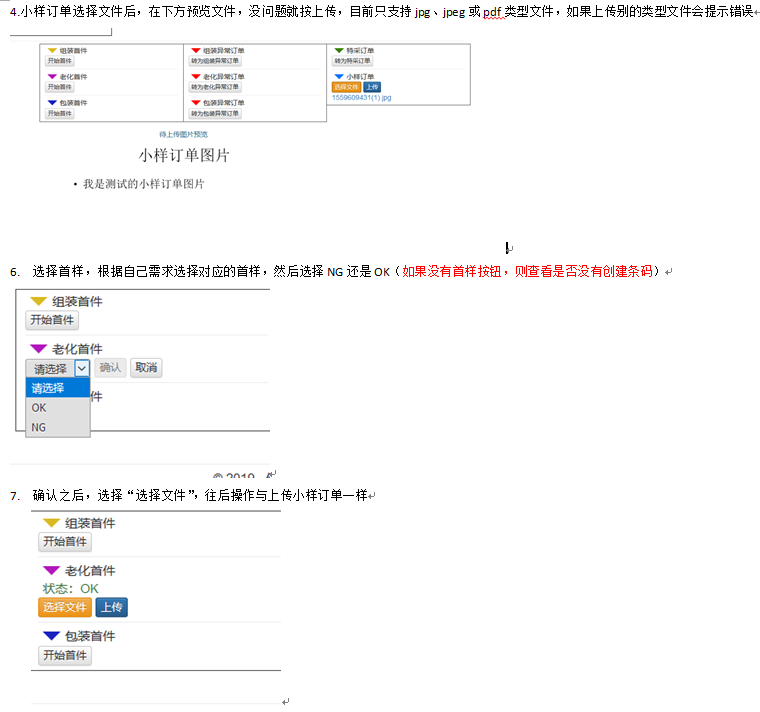 4.小样订单选择文件后，在下方预览文件，没问题就按上传，目前只支持 jpg、jpeg 或 pdf 类型文件，如果上传别的类型文件会提示错误
组装首件
开始首件
老化首件
开始首件
包装首件
开始首件
组装异常订单
转为组装异常订单
老化异常订单
转为老化异常订单
包装异常订单
转为包装异常订单
特采订单
转为特采订单
小样订单
选择文件 上传
1559609431(1).jpg
待上传图片预览
小样订单图片
• 我是测试的小样订单图片
6. 选择首样，根据自己需求选择对应的首样，然后选择 NG 还是 OK（如果没有首样按钮，则查看是否没有创建条码）
组装首件
开始首件
老化首件
请选择 确认 取消
请选择
件
OK
NG
© 2019
7. 确认之后，选择“选择文件”，往后操作与上传小样订单一样
组装首件
开始首件
老化首件
状态：OK
选择文件 上传
包装首件
开始首件